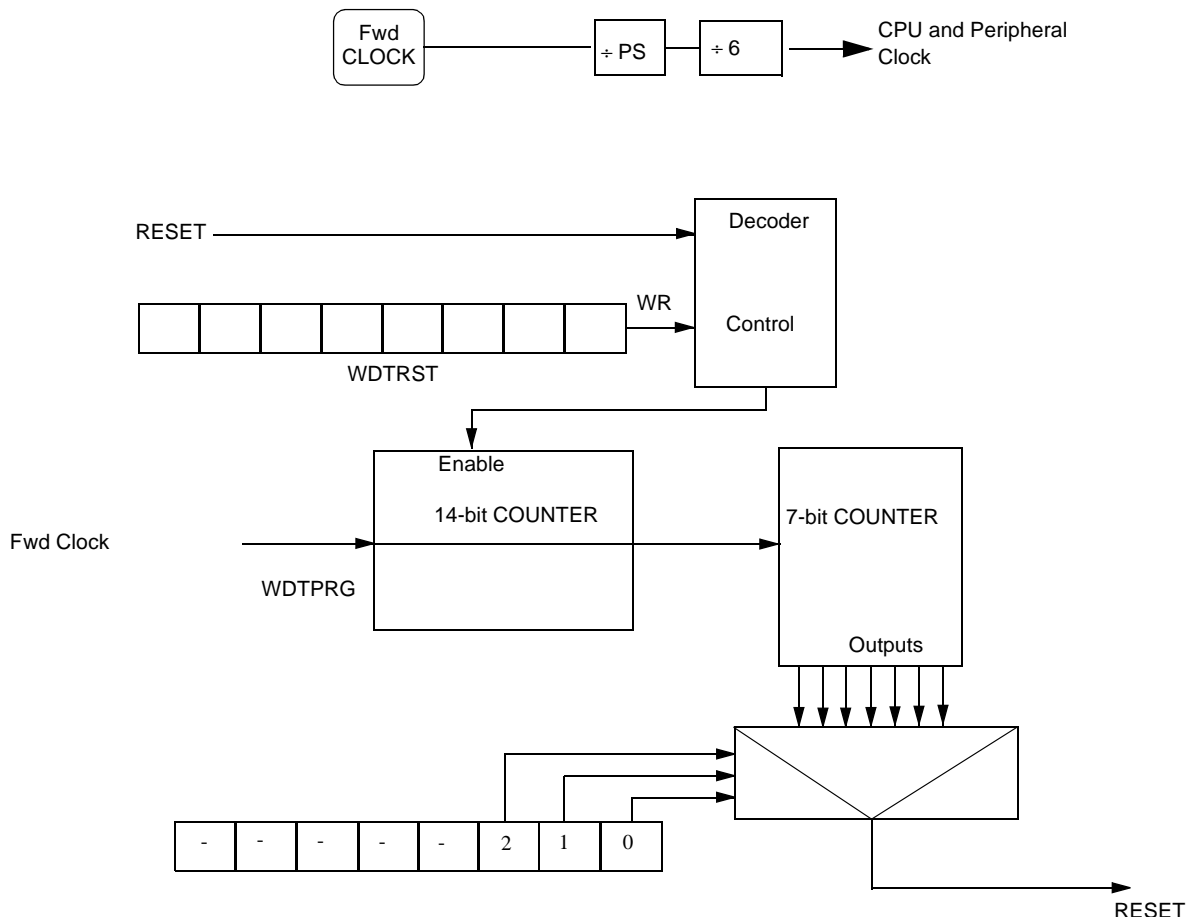 Fwd
CLOCK
÷ PS
÷ 6
CPU and Peripheral
Clock
RESET
Decoder
WR
Control
WDTRST
Enable
14-bit COUNTER
7-bit COUNTER
Fwd Clock
WDTPRG
Outputs
- - - - - 2 1 0
RESET